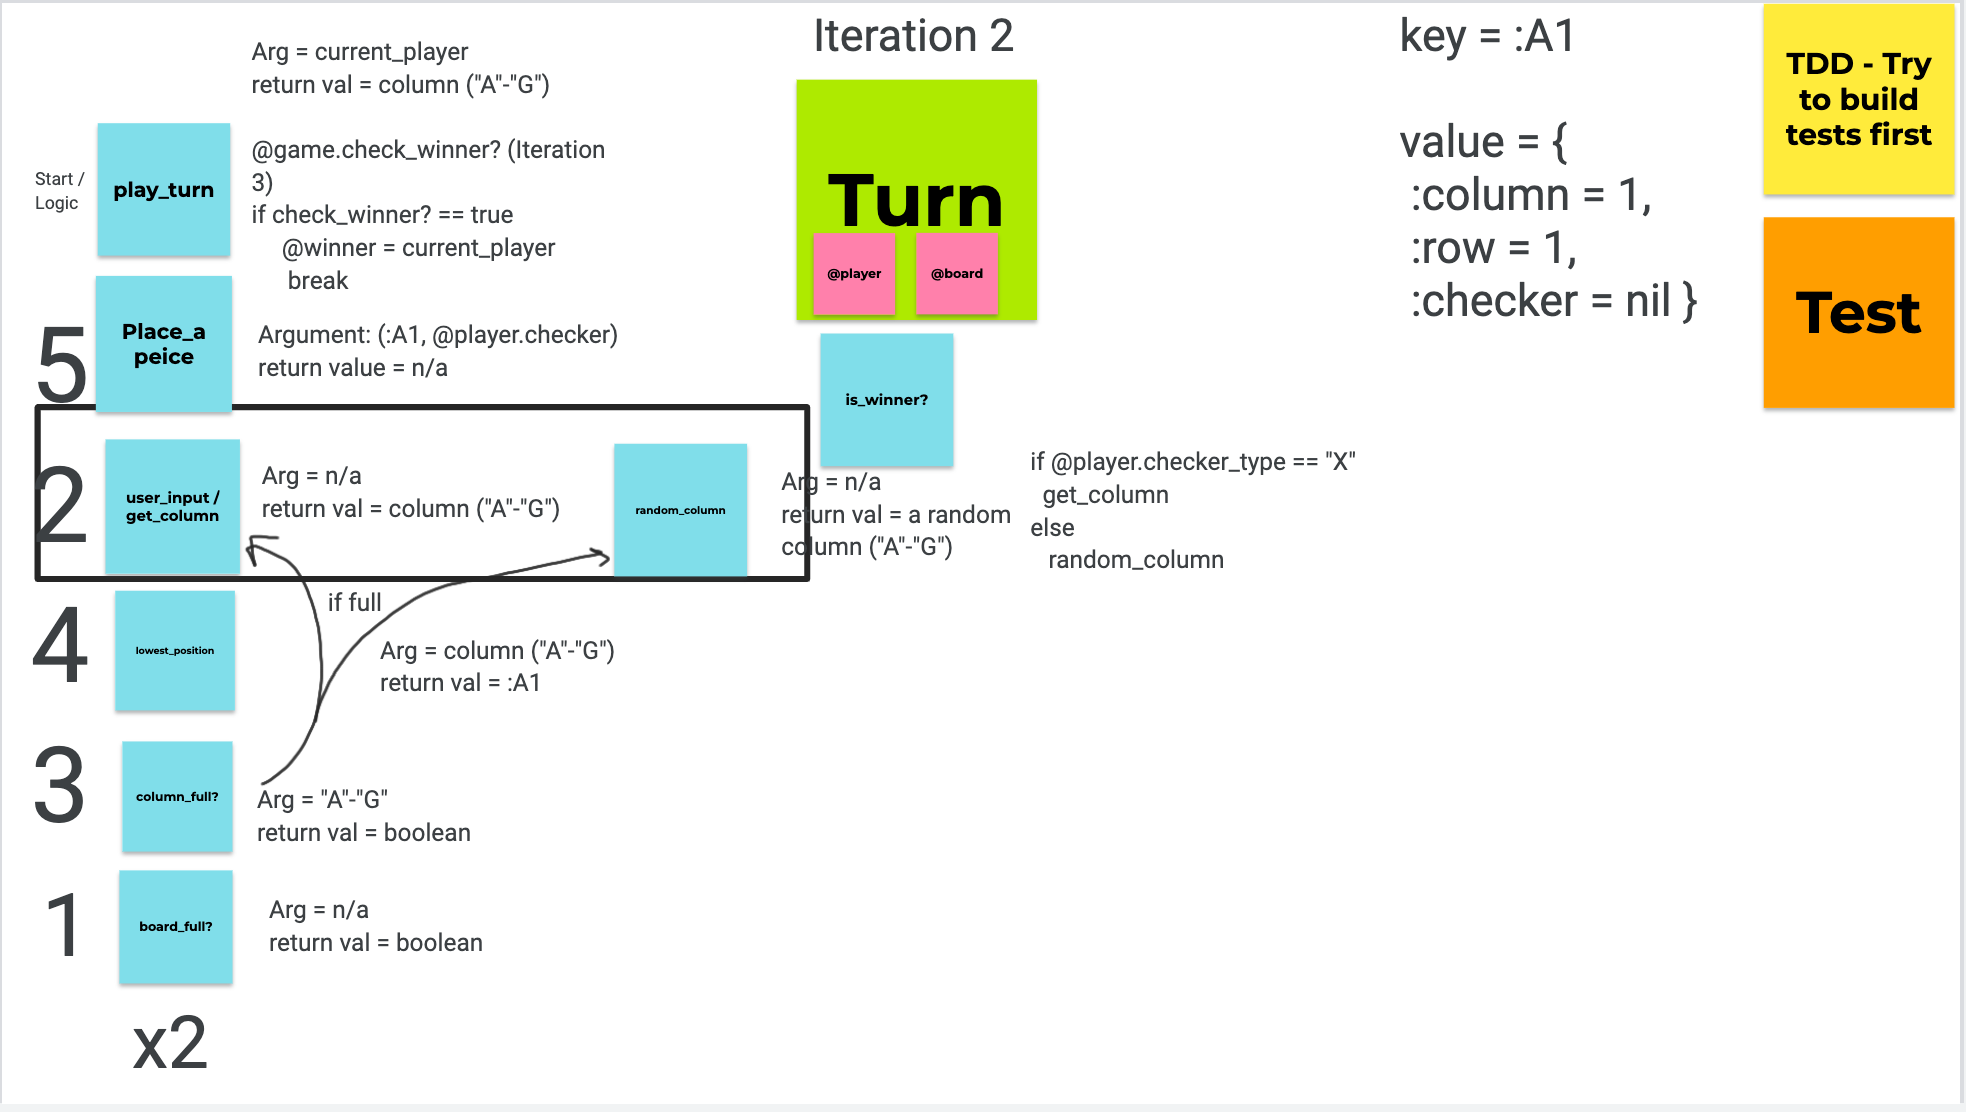 Iteration 2
key = :A1
value = {
:column = 1,
:row = 1,
:checker = nil }
TDD - Try
to build
tests first
Test
Arg = current_player
return val = column ("A"-"G")
Start /
Logic
play_turn
@game.check_winner? (Iteration
3)
if check_winner? == true
@winner = current_player
break
Turn
@player
@board
5
Place_a
peice
Argument: (:A1, @player.checker)
return value = n/a
is_winner?
2
user_input /
get_column
Arg = n/a
return val = column ("A"-"G")
random_column
Arg = n/a
return val = a random
column ("A"-"G")
if @player.checker_type == "X"
get_column
else
random_column
if full
4
lowest_position
Arg = column ("A"-"G")
return val = :A1
3
column_full?
Arg = "A"-"G"
return val = boolean
1
board_full?
Arg = n/a
return val = boolean
x2